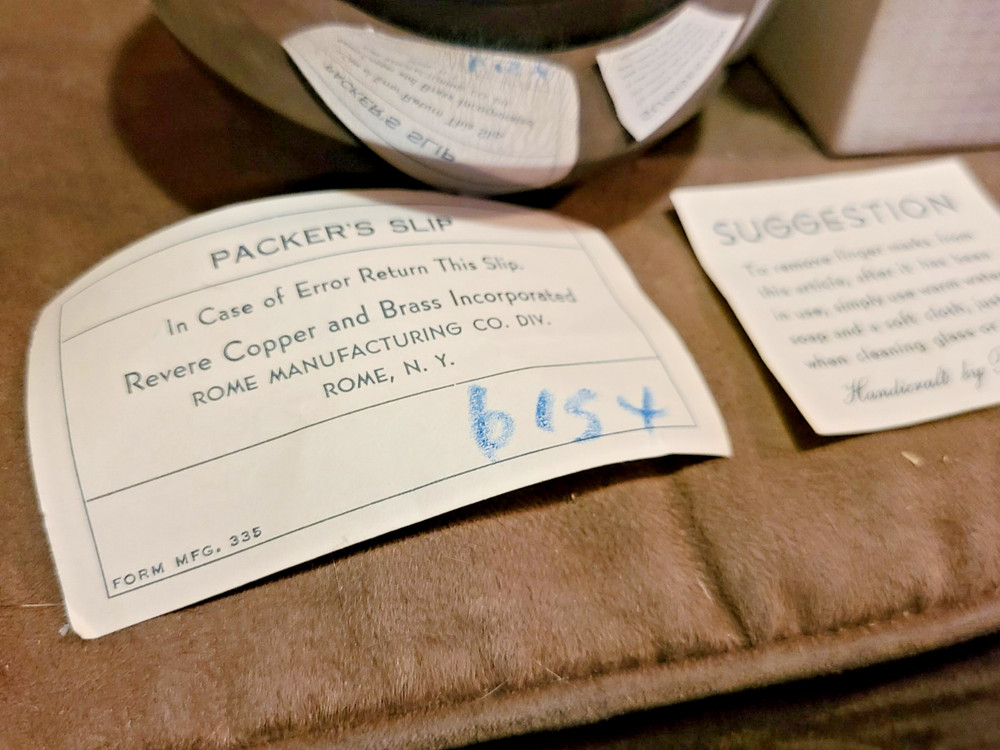 PACKER'S SLIP
In Case of Error Return This Slip.
Revere Copper and Brass Incorporated
ROME MANUFACTURING CO. DIV.
ROME, N. Y.
FORM MFG. 335
SUGGESTION
To remove finger marks from
this article, after it has been
in use, simply use warm water
soap and a soft cloth, just
when cleaning glass or
Handicraft by